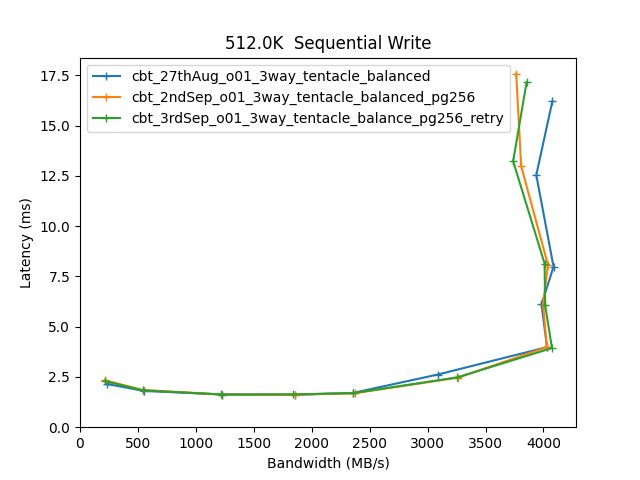 512.0K  Sequential Write
cbt_27thAug_o01_3way_tentacle_balanced
cbt_2ndSep_o01_3way_tentacle_balanced_pg256
cbt_3rdSep_o01_3way_tentacle_balance_pg256_retry
17.5
15.0
12.5
10.0
7.5
5.0
2.5
0.0
Latency (ms)
0 500 1000 1500 2000 2500 3000 3500 4000
Bandwidth (MB/s)